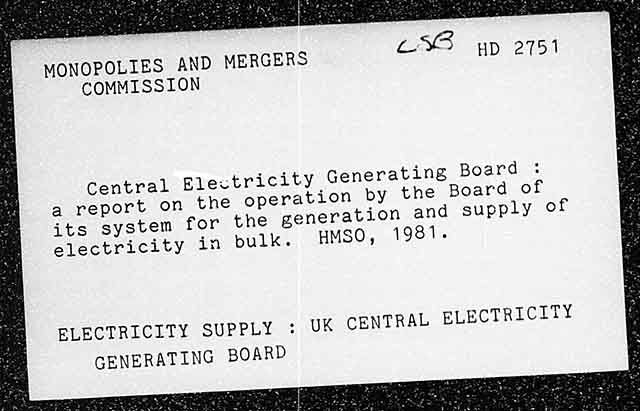 MONOPOLIES AND MERGERS
COMMISSION
LSB HD 2751
Central Electricity Generating Board :
a report on the operation by the Board of
its system for the generation and supply of
electricity in bulk. HMSO, 1981.
ELECTRICITY SUPPLY : UK CENTRAL ELECTRICITY
GENERATING BOARD